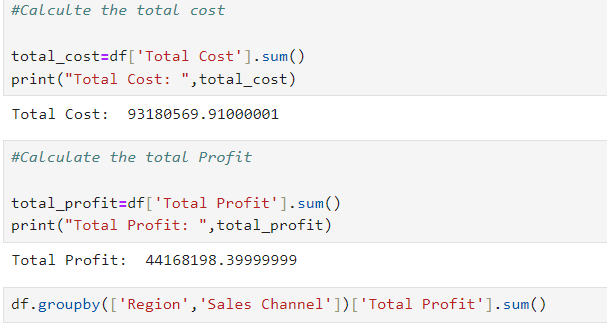 #Calculte the total cost
total_cost=df['Total Cost'].sum()
print("Total Cost: ",total_cost)
Total Cost:  93180569.91000001
#Calculate the total Profit
total_profit=df['Total Profit'].sum()
print("Total Profit: ",total_profit)
Total Profit:  44168198.39999999
df.groupby(['Region','Sales Channel'])['Total Profit'].sum()